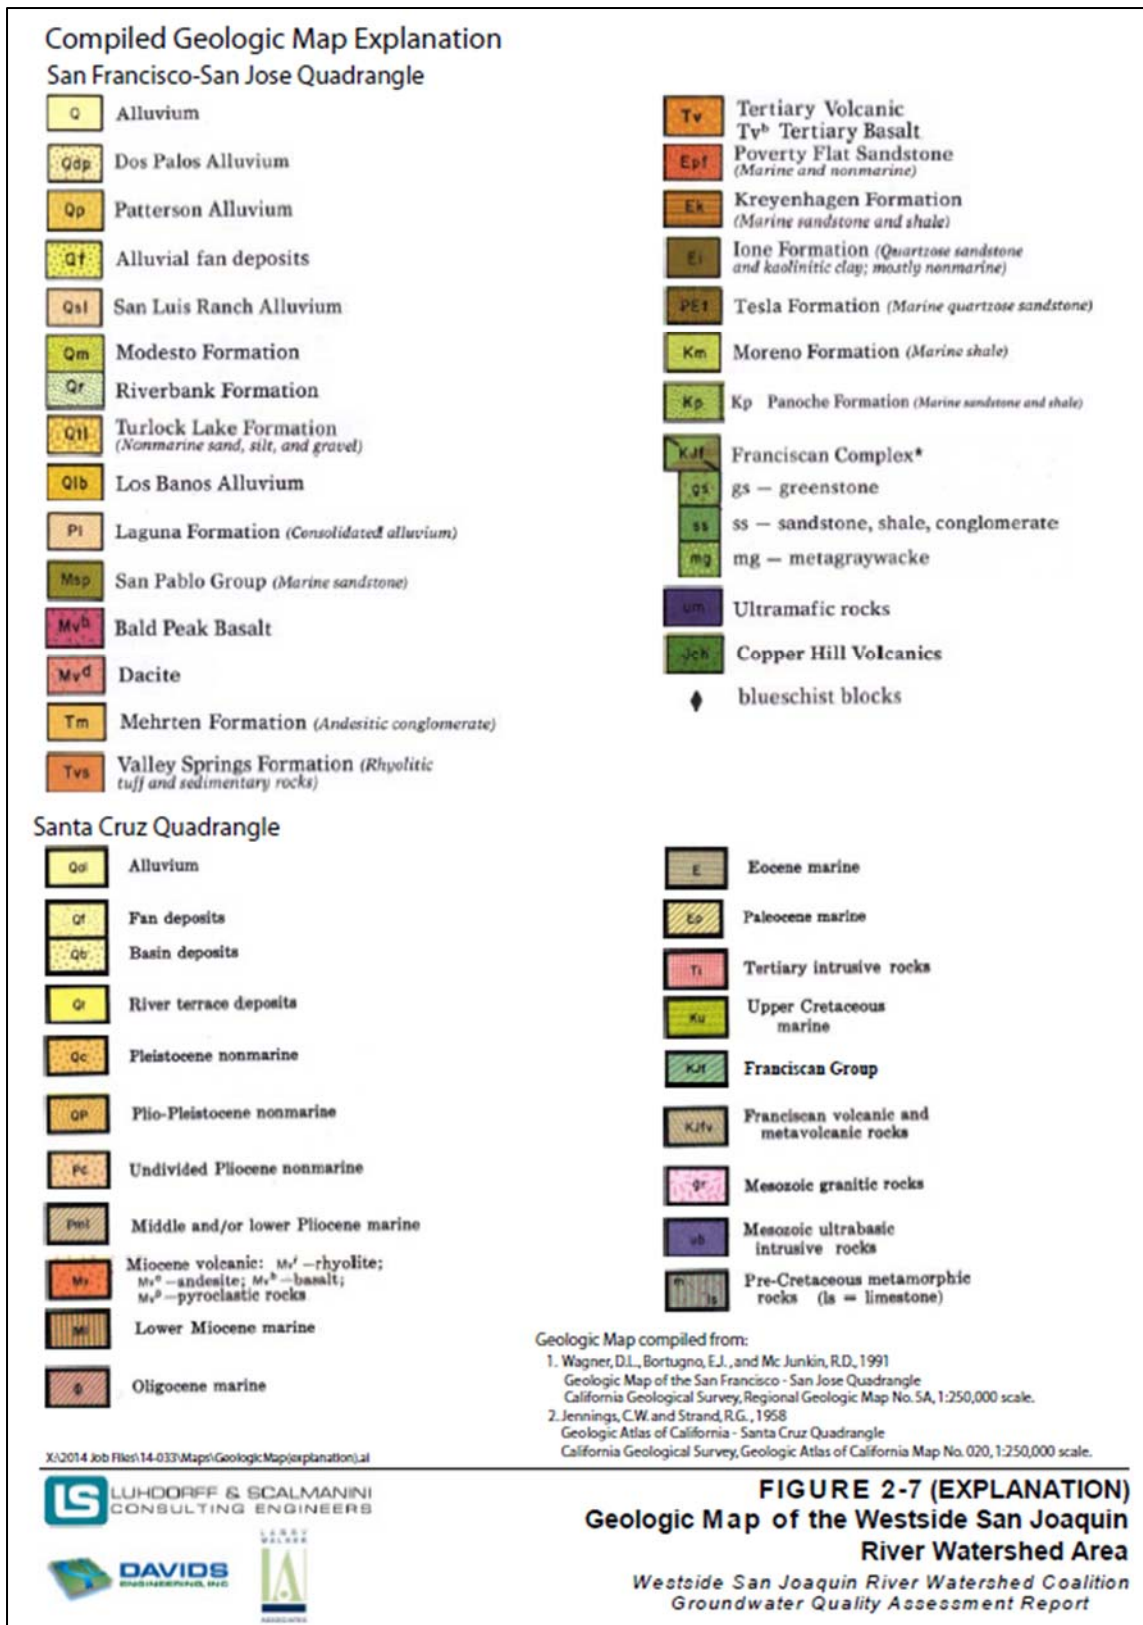 Compiled Geologic Map Explanation
San Francisco-San Jose Quadrangle
Q Alluvium
Qdp Dos Palos Alluvium
Qp Patterson Alluvium
Qf Alluvial fan deposits
Qsl San Luis Ranch Alluvium
Qm Modesto Formation
Qr Riverbank Formation
Qtl Turlock Lake Formation
(Nonmarine sand, silt, and gravel)
Qlb Los Banos Alluvium
Pl Laguna Formation (Consolidated alluvium)
Msp San Pablo Group (Marine sandstone)
Mvb Bald Peak Basalt
Mvd Dacite
Tm Mehrten Formation (Andesitic conglomerate)
Tvs Valley Springs Formation (Rhyolitic
tuff and sedimentary rocks)
Tv Tertiary Volcanic
Tvb Tertiary Basalt
Epf Poverty Flat Sandstone
(Marine and nonmarine)
Ek Kreyenhagen Formation
(Marine sandstone and shale)
Ei Ione Formation (Quartzose sandstone
and kaolinitic clay; mostly nonmarine)
PEt Tesla Formation (Marine quartzose sandstone)
Km Moreno Formation (Marine shale)
Kp Kp Panoche Formation (Marine sandstone and shale)
KJf Franciscan Complex*
gs gs – greenstone
ss ss – sandstone, shale, conglomerate
mg mg – metagraywacke
um Ultramafic rocks
Jch Copper Hill Volcanics
blueschist blocks
Santa Cruz Quadrangle
Qal Alluvium
Qf Fan deposits
Qb Basin deposits
Qt River terrace deposits
Qc Pleistocene nonmarine
QP Plio-Pleistocene nonmarine
Pc Undivided Pliocene nonmarine
Pml Middle and/or lower Pliocene marine
Mv Miocene volcanic: Mvr –rhyolite;
Mva –andesite; Mvb –basalt;
Mvp –pyroclastic rocks
Ml Lower Miocene marine
Oligocene marine
E Eocene marine
Ep Paleocene marine
Ti Tertiary intrusive rocks
Ku Upper Cretaceous
marine
KJf Franciscan Group
KJfv Franciscan volcanic and
metavolcanic rocks
gr Mesozoic granitic rocks
ub Mesozoic ultrabasic
intrusive rocks
m ls Pre-Cretaceous metamorphic
rocks (ls = limestone)
Geologic Map compiled from:
1. Wagner, D.L., Bortugno, E.J., and Mc Junkin, R.D., 1991
Geologic Map of the San Francisco - San Jose Quadrangle
California Geological Survey, Regional Geologic Map No. 5A, 1:250,000 scale.
2. Jennings, C.W. and Strand, R.G., 1958
Geologic Atlas of California - Santa Cruz Quadrangle
California Geological Survey, Geologic Atlas of California Map No. 020, 1:250,000 scale.
X:\2014 Job Files\14-033\Maps\GeologicMap(explanation).ai
LS LUHDORFF & SCALMANINI
CONSULTING ENGINEERS
DAVIDS
ENGINEERING, INC
LARRY
WALKER
LA
ASSOCIATES
FIGURE 2-7 (EXPLANATION)
Geologic Map of the Westside San Joaquin
River Watershed Area
Westside San Joaquin River Watershed Coalition
Groundwater Quality Assessment Report